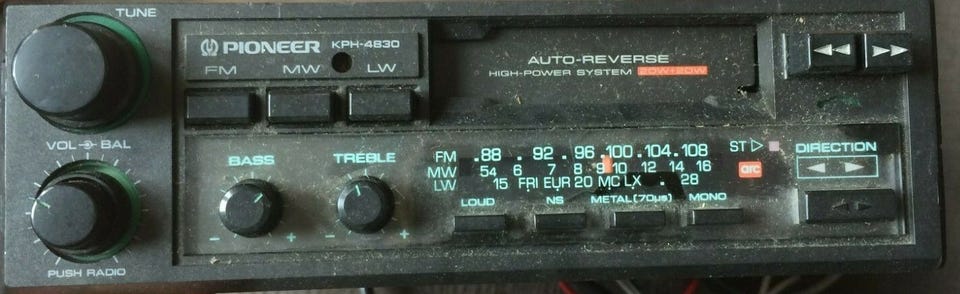 TUNE
PIONEER KPH-4830
FM MW LW
AUTO-REVERSE
HIGH-POWER SYSTEM 20W+20W
VOL BAL
PUSH RADIO
BASS
- +
TREBLE
- +
FM .88 . 92 . 96 .100 .104 .108
MW 54 6 7 8 9 10 12 14 16
LW 15 FRI EUR 20 MC LX . 28
ST
arc
LOUD NS METAL (70µs) MONO
DIRECTION